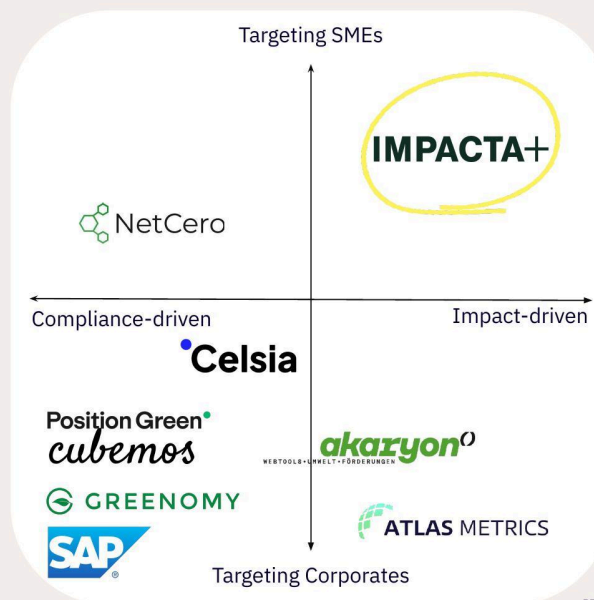 Targeting SMEs
IMPACTA+
NetCero
Compliance-driven
Impact-driven
Celsia
Position Green
cubemos
akaryon
WEBTOOLS•UMWELT•FÖRDERUNGEN
GREENOMY
ATLAS METRICS
SAP®
Targeting Corporates